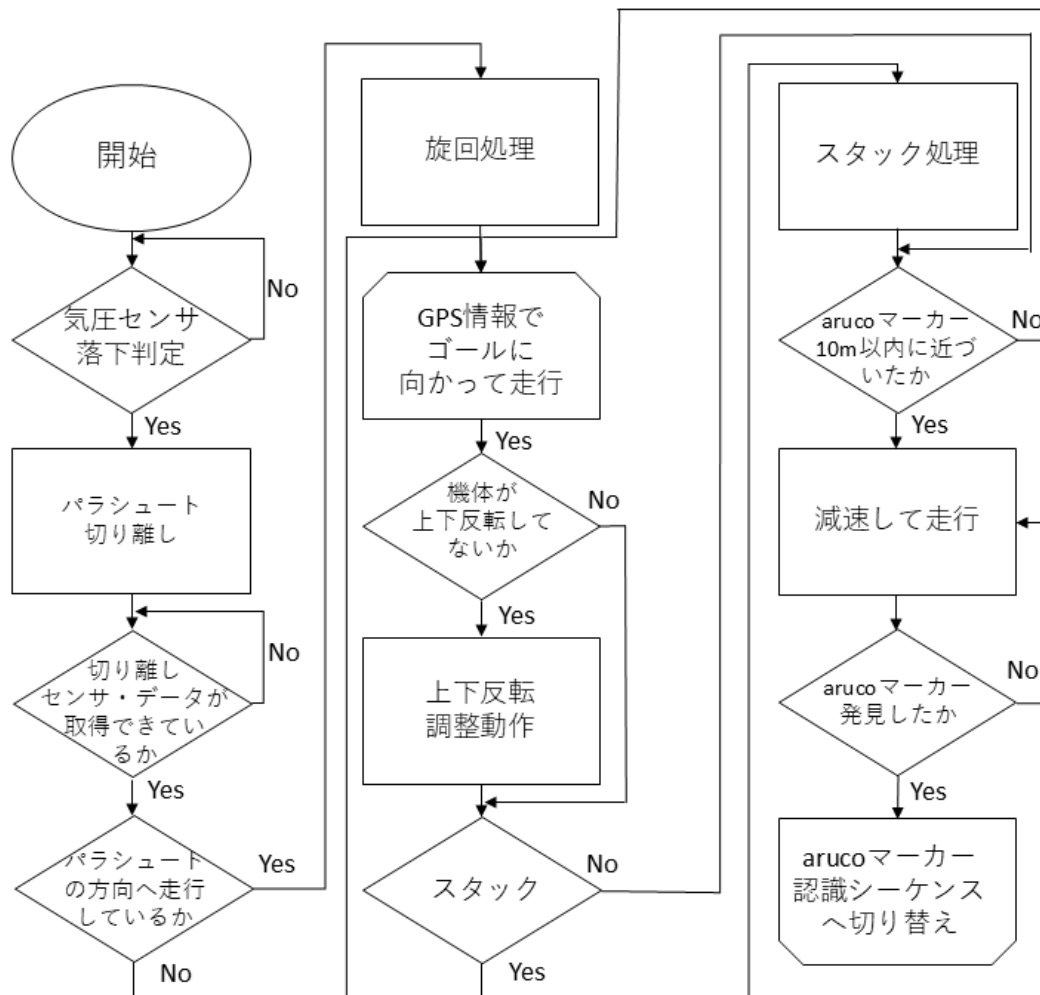 開始
No
気圧センサ
落下判定
Yes
パラシュート
切り離し
No
切り離し
センサ・データが
取得できてい
るか
Yes
パラシュート
の方向へ走行
しているか
Yes
No
旋回処理
GPS情報で
ゴールに
向かって走行
Yes
機体が
上下反転して
ないか
No
Yes
上下反転
調整動作
スタック
No
Yes
スタック処理
arucoマーカー
10m以内に近づ
いたか
No
Yes
減速して走行
arucoマーカー
発見したか
No
Yes
arucoマーカー
認識シーケンス
へ切り替え